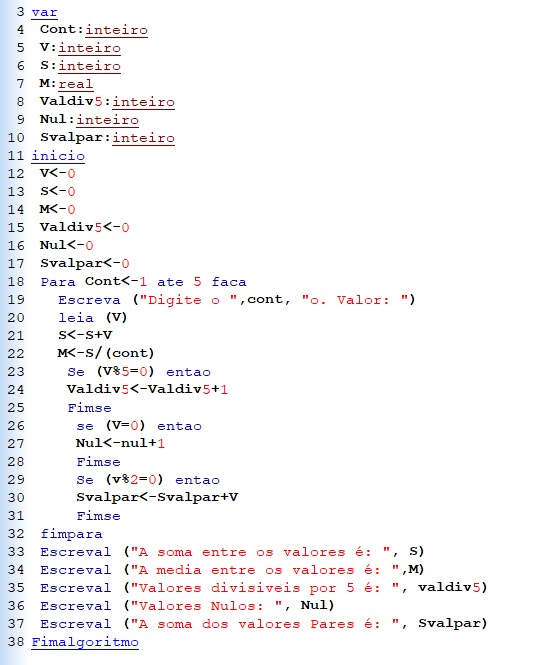 3 var
4 Cont:inteiro
5 V:inteiro
6 S:inteiro
7 M:real
8 Valdiv5:inteiro
9 Nul:inteiro
10 Svalpar:inteiro
11 inicio
12 V<-0
13 S<-0
14 M<-0
15 Valdiv5<-0
16 Nul<-0
17 Svalpar<-0
18 Para Cont<-1 ate 5 faca
19 Escreva ("Digite o ",cont, "o. Valor: ")
20 leia (V)
21 S<-S+V
22 M<-S/(cont)
23 Se (V%5=0) entao
24 Valdiv5<-Valdiv5+1
25 Fimse
26 se (V=0) entao
27 Nul<-nul+1
28 Fimse
29 Se (v%2=0) entao
30 Svalpar<-Svalpar+V
31 Fimse
32 fimpara
33 Escreval ("A soma entre os valores é: ", S)
34 Escreval ("A media entre os valores é: ",M)
35 Escreval ("Valores divisiveis por 5 é: ", valdiv5)
36 Escreval ("Valores Nulos: ", Nul)
37 Escreval ("A soma dos valores Pares é: ", Svalpar)
38 Fimalgoritmo